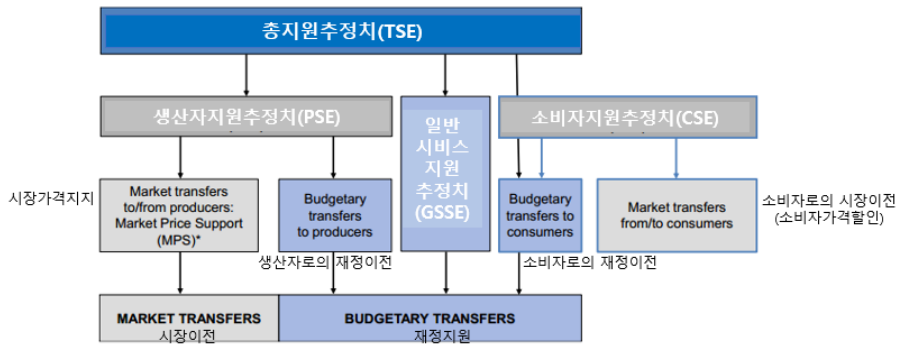 총지원추정치(TSE)
생산자지원추정치(PSE)
일반
시비스
지원
추정치
(GSSE)
소비자지원추정치(CSE)
시장가격지지
Market transfers
to/from producers:
Market Price Support
(MPS)*
Budgetary
transfers
to producers
Budgetary
transfers to
consumers
Market transfers
from/to consumers
소비자로의 시장이전
(소비자가격할인)
생산자로의 재정이전
소비자로의 재정이전
MARKET TRANSFERS
시장이전
BUDGETARY TRANSFERS
재정지원